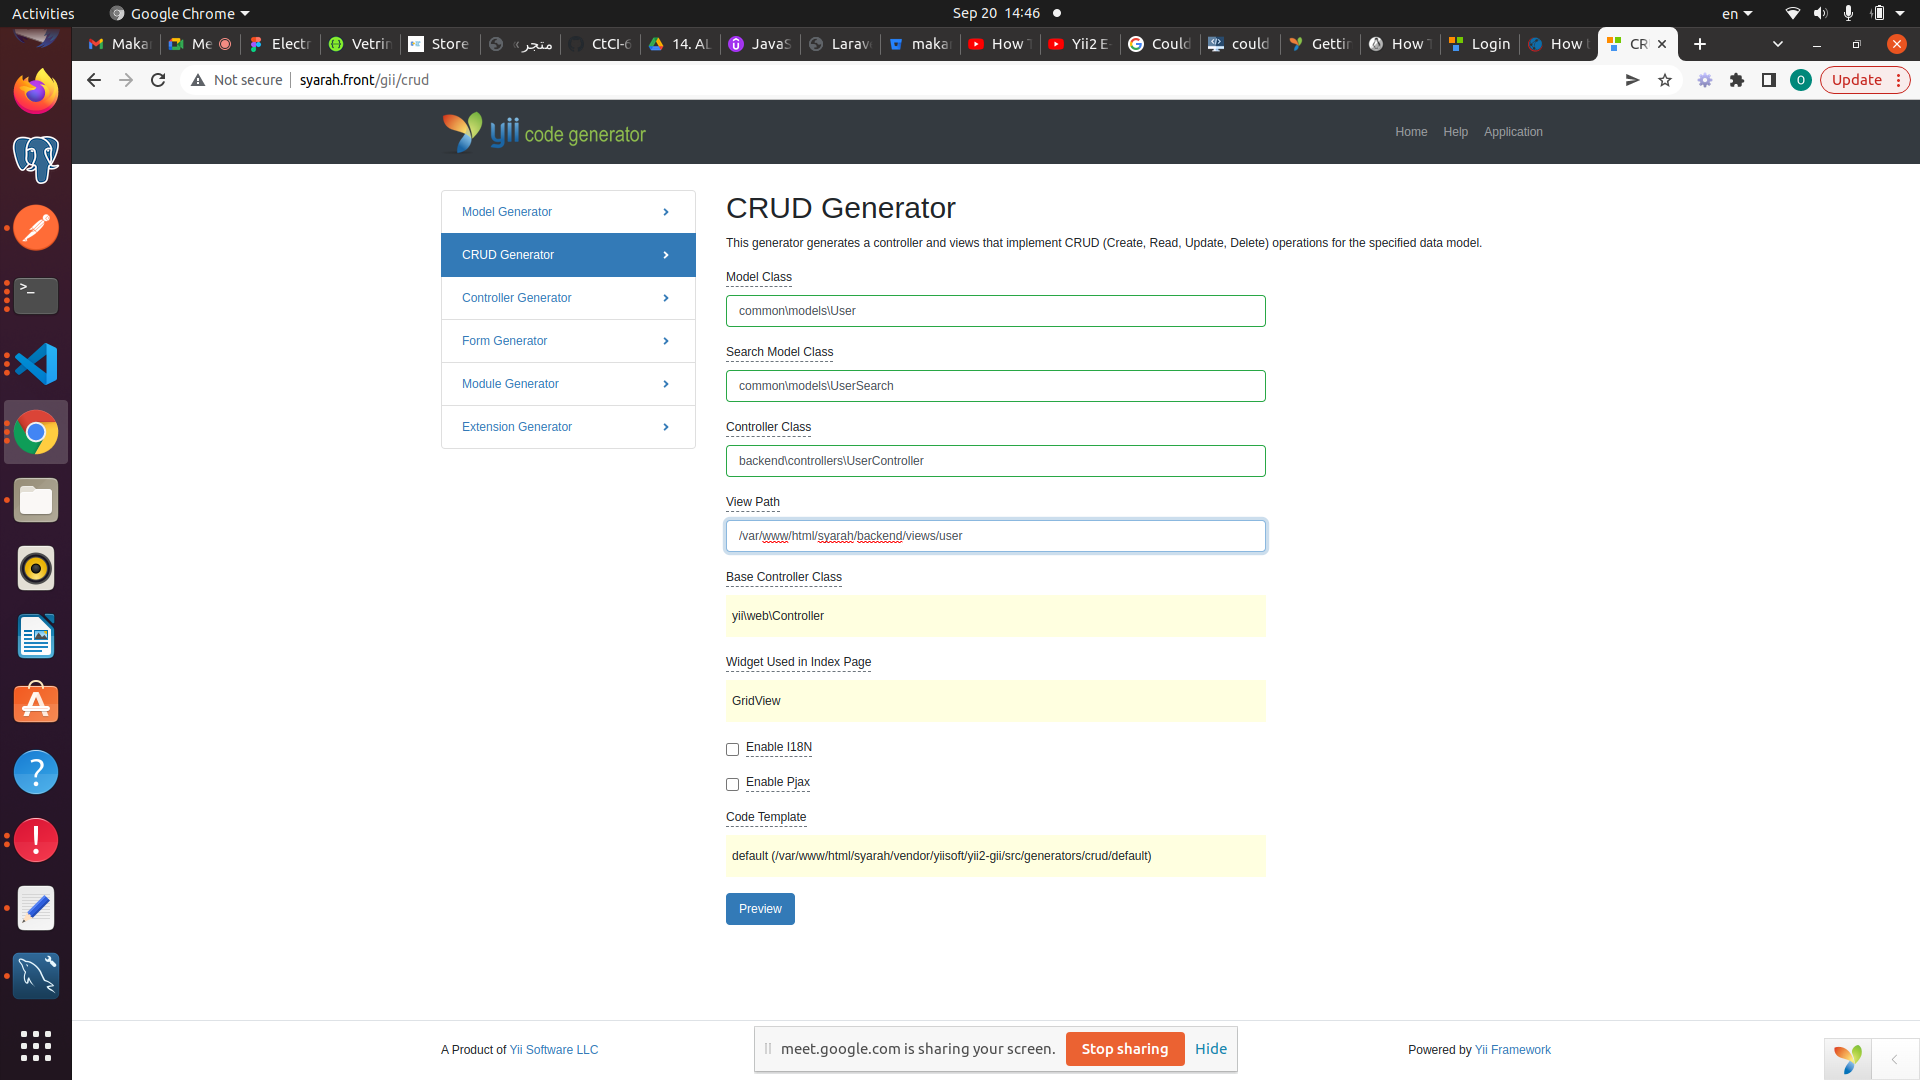 Activities
Google Chrome
Sep 20 14:46
en
Maka
Me
Electr
Vetrin
Store
متجر »
CtCI-6
14. AL
JavaS
Larav
maka
How T
Yii2 E
Could
could
Gettin
How T
Login
How t
CR
Not secure
syarah.front/gii/crud
O
Update
yii code generator
Home
Help
Application
Model Generator
CRUD Generator
Controller Generator
Form Generator
Module Generator
Extension Generator
CRUD Generator
This generator generates a controller and views that implement CRUD (Create, Read, Update, Delete) operations for the specified data model.
Model Class
common\models\User
Search Model Class
common\models\UserSearch
Controller Class
backend\controllers\UserController
View Path
/var/www/html/syarah/backend/views/user
Base Controller Class
yii\web\Controller
Widget Used in Index Page
GridView
Enable I18N
Enable Pjax
Code Template
default (/var/www/html/syarah/vendor/yiisoft/yii2-gii/src/generators/crud/default)
Preview
A Product of Yii Software LLC
meet.google.com is sharing your screen.
Stop sharing
Hide
Powered by Yii Framework